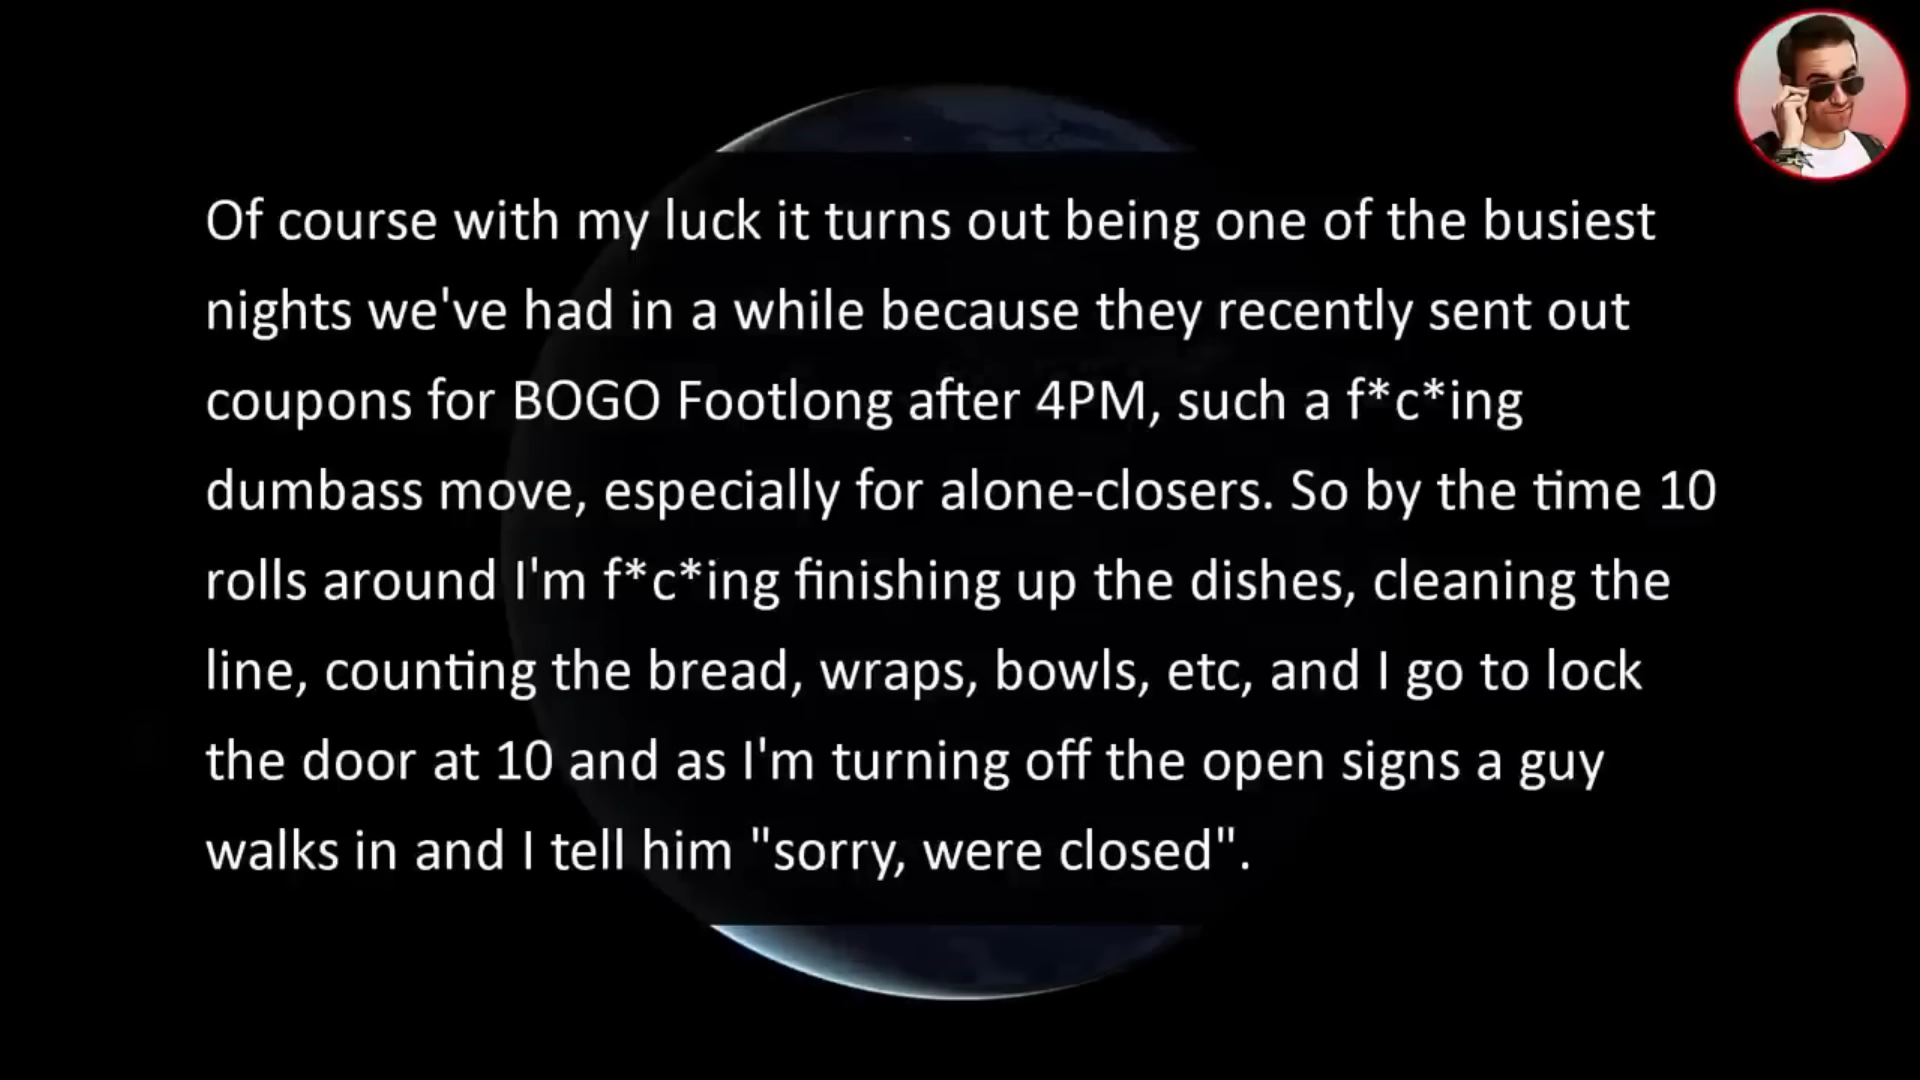 Of course with my luck it turns out being one of the busiest
nights we've had in a while because they recently sent out
coupons for BOGO Footlong after 4PM, such a f*c*ing
dumbass move, especially for alone-closers. So by the time 10
rolls around I'm f*c*ing finishing up the dishes, cleaning the
line, counting the bread, wraps, bowls, etc, and I go to lock
the door at 10 and as I'm turning off the open signs a guy
walks in and I tell him "sorry, were closed".